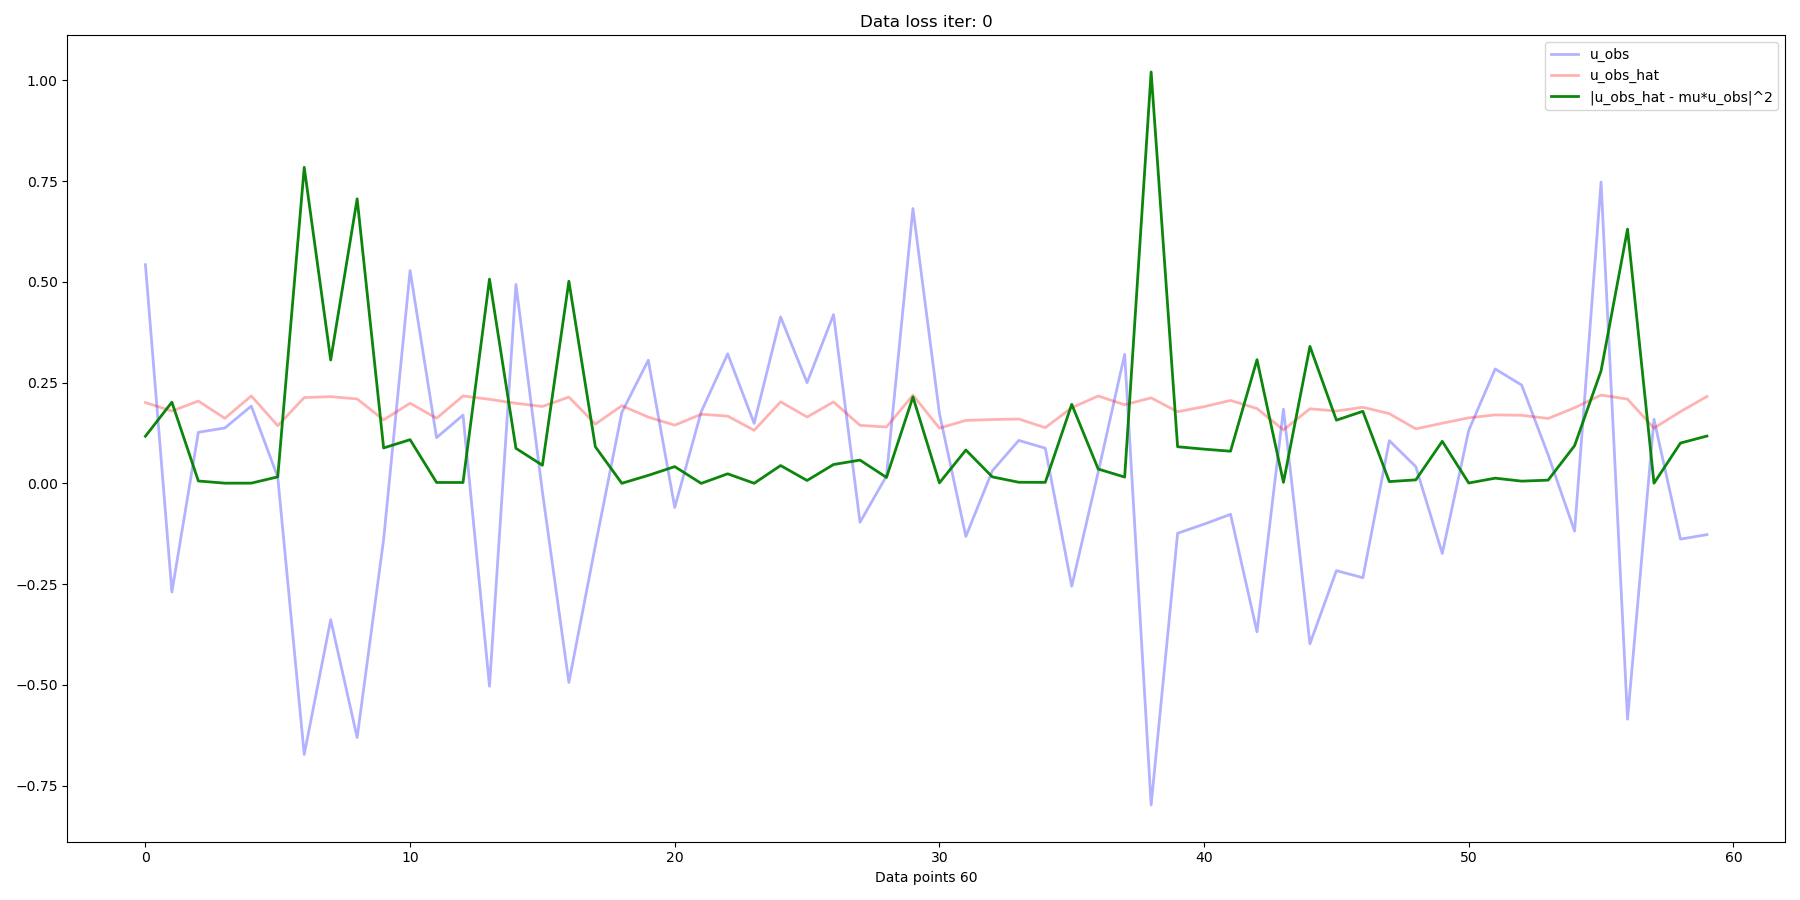 Data loss iter: 0
u_obs
u_obs_hat
|u_obs_hat - mu*u_obs|^2
1.00
0.75
0.50
0.25
0.00
−0.25
−0.50
−0.75
0 10 20 30 40 50 60
Data points 60